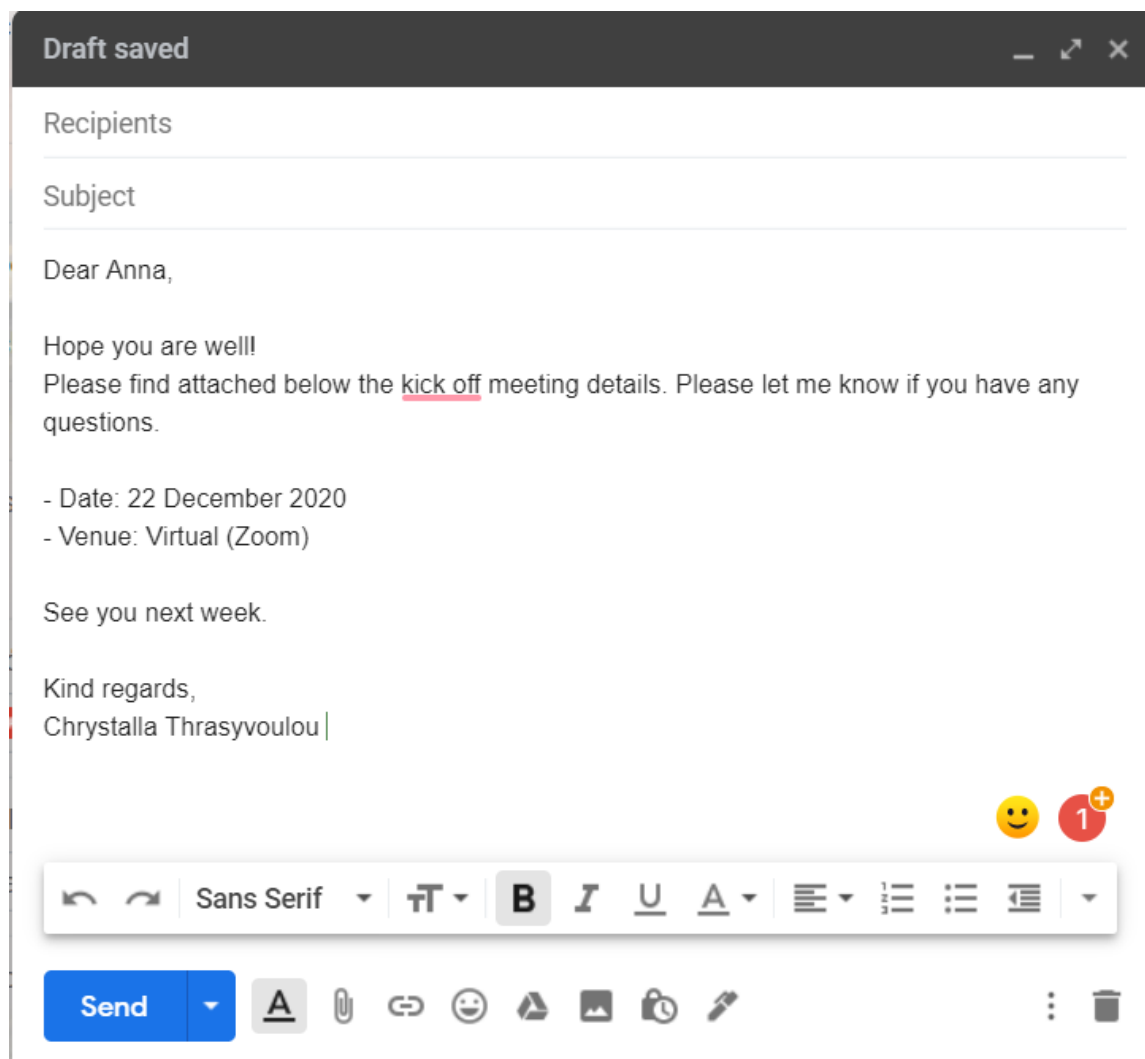 Draft saved
Recipients
Subject
Dear Anna,
Hope you are well!
Please find attached below the kick off meeting details. Please let me know if you have any
questions.
- Date: 22 December 2020
- Venue: Virtual (Zoom)
See you next week.
Kind regards,
Chrystalla Thrasyvoulou
1
Sans Serif
Send